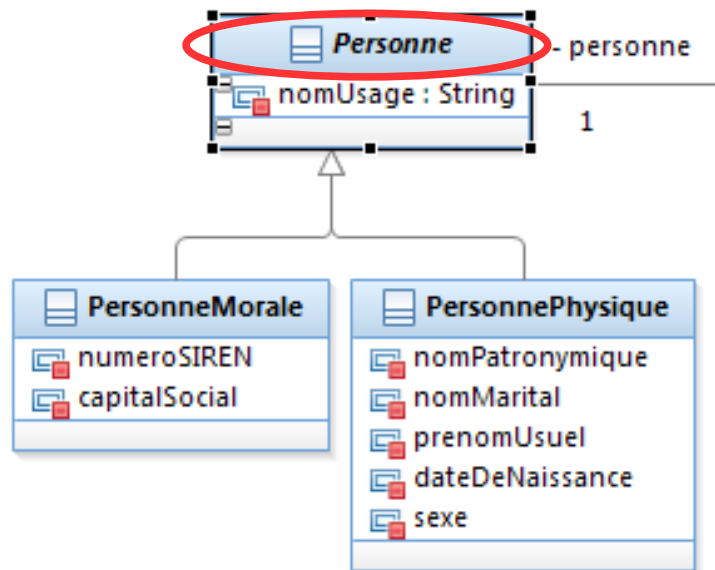 Personne
- personne
nomUsage : String
1
PersonneMorale
numeroSIREN
capitalSocial
PersonnePhysique
nomPatronymique
nomMarital
prenomUsuel
dateDeNaissance
sexe